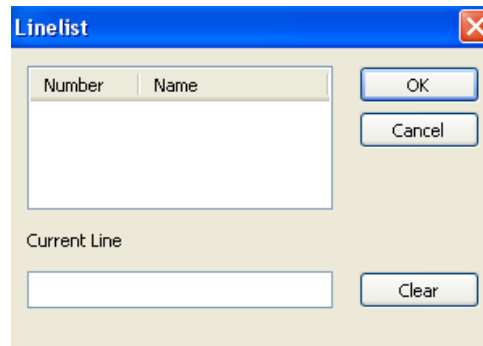 Linelist
Number Name
OK
Cancel
Current Line
Clear